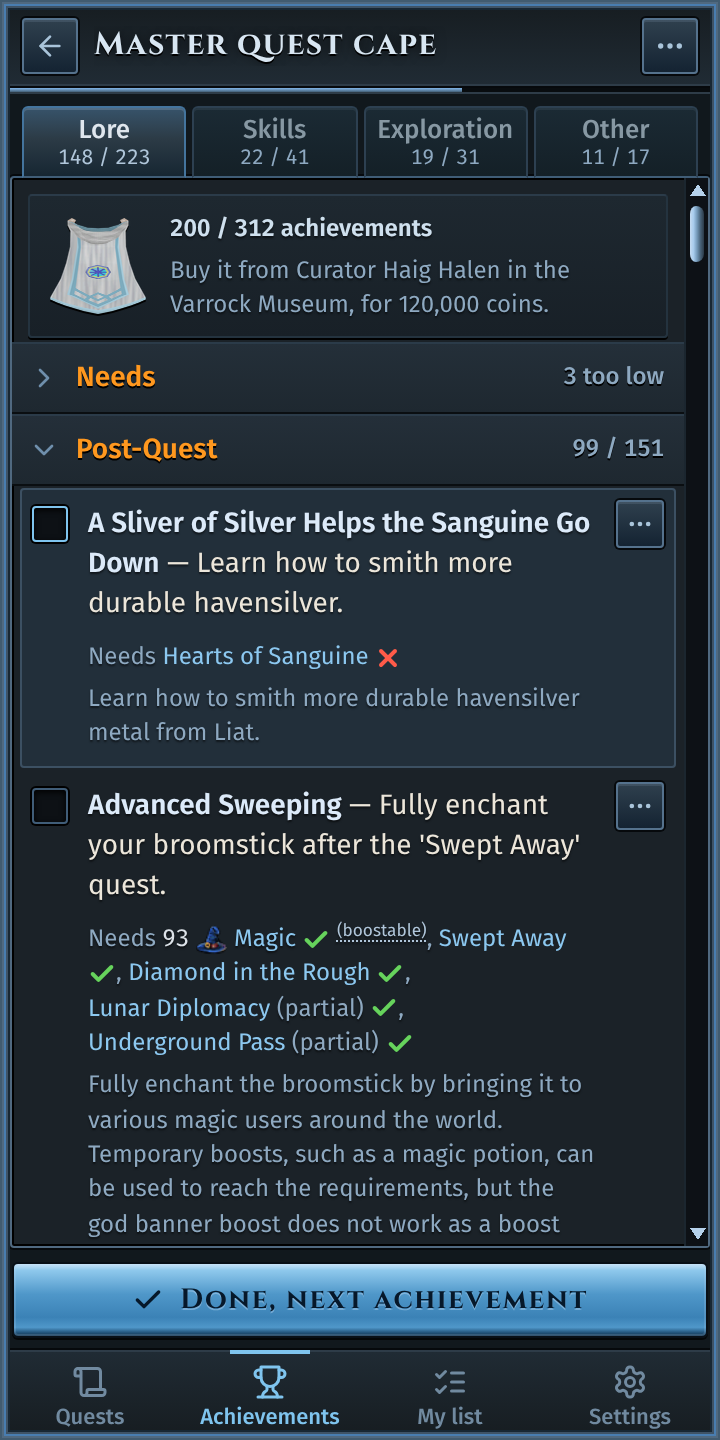 Master Quest Cape
Lore
148 / 223
Skills
22 / 41
Exploration
19 / 31
Other
11 / 17
200 / 312 achievements
Buy it from Curator Haig Halen in the
Varrock Museum, for 120,000 coins.
Needs
3 too low
Post-Quest
99 / 151
A Sliver of Silver Helps the Sanguine Go
Down — Learn how to smith more
durable havensilver.
Needs Hearts of Sanguine
Learn how to smith more durable havensilver
metal from Liat.
Advanced Sweeping — Fully enchant
your broomstick after the 'Swept Away'
quest.
Needs 93 Magic (boostable), Swept Away
, Diamond in the Rough ,
Lunar Diplomacy (partial) ,
Underground Pass (partial)
Fully enchant the broomstick by bringing it to
various magic users around the world.
Temporary boosts, such as a magic potion, can
be used to reach the requirements, but the
god banner boost does not work as a boost
Done, next achievement
Quests
Achievements
My list
Settings